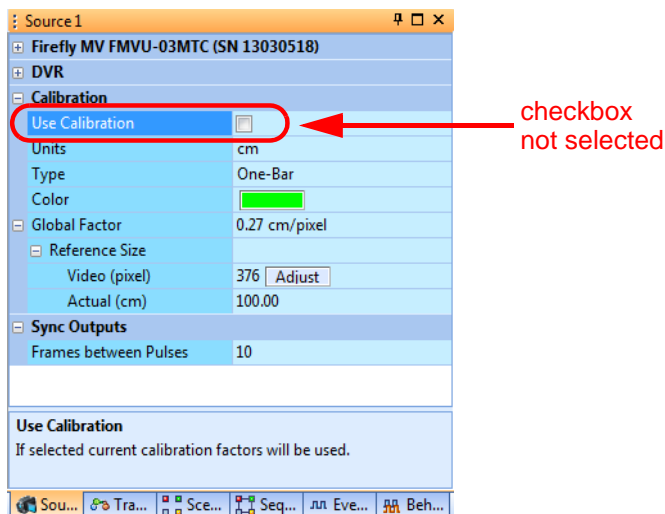 Source 1
Firefly MV FMVU-03MTC (SN 13030518)
DVR
Calibration
Use Calibration
checkbox
not selected
Units cm
Type One-Bar
Color
Global Factor 0.27 cm/pixel
Reference Size
Video (pixel) 376 Adjust
Actual (cm) 100.00
Sync Outputs
Frames between Pulses 10
Use Calibration
If selected current calibration factors will be used.
Sou... Tra... Sce... Seq... Eve... Beh...